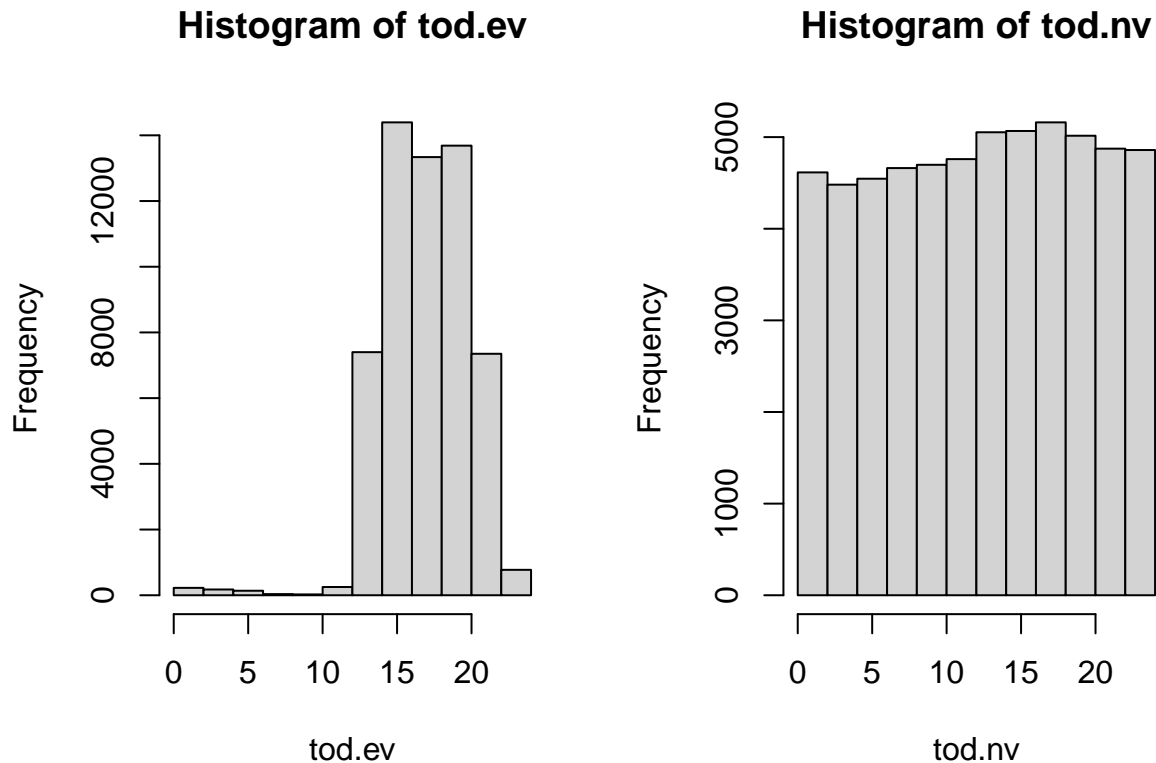 Histogram of tod.ev
Frequency
0
4000
8000
12000
0 5 10 15 20
tod.ev
Histogram of tod.nv
Frequency
0
1000
3000
5000
0 5 10 15 20
tod.nv